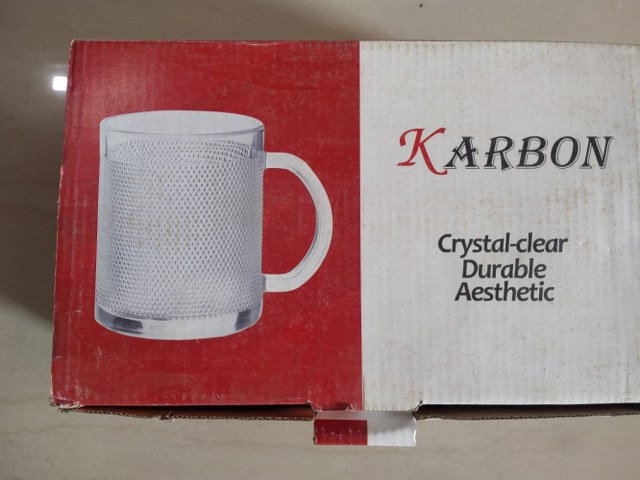 KARBON
Crystal-clear
Durable
Aesthetic